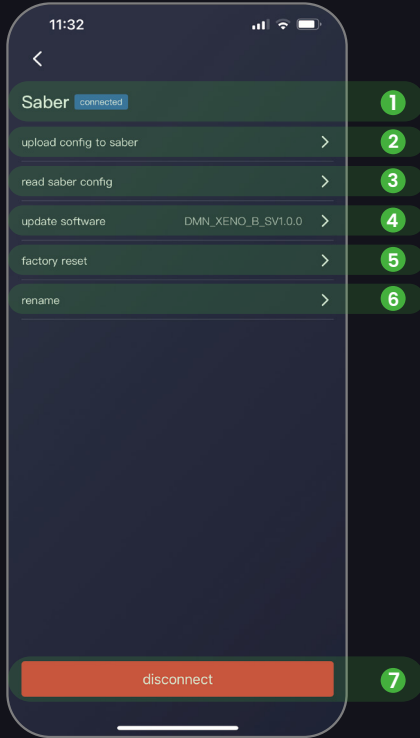 11:32
Saber connected 1
upload config to saber 2
read saber config 3
update software DMN_XENO_B_SV1.0.0 4
factory reset 5
rename 6
disconnect 7